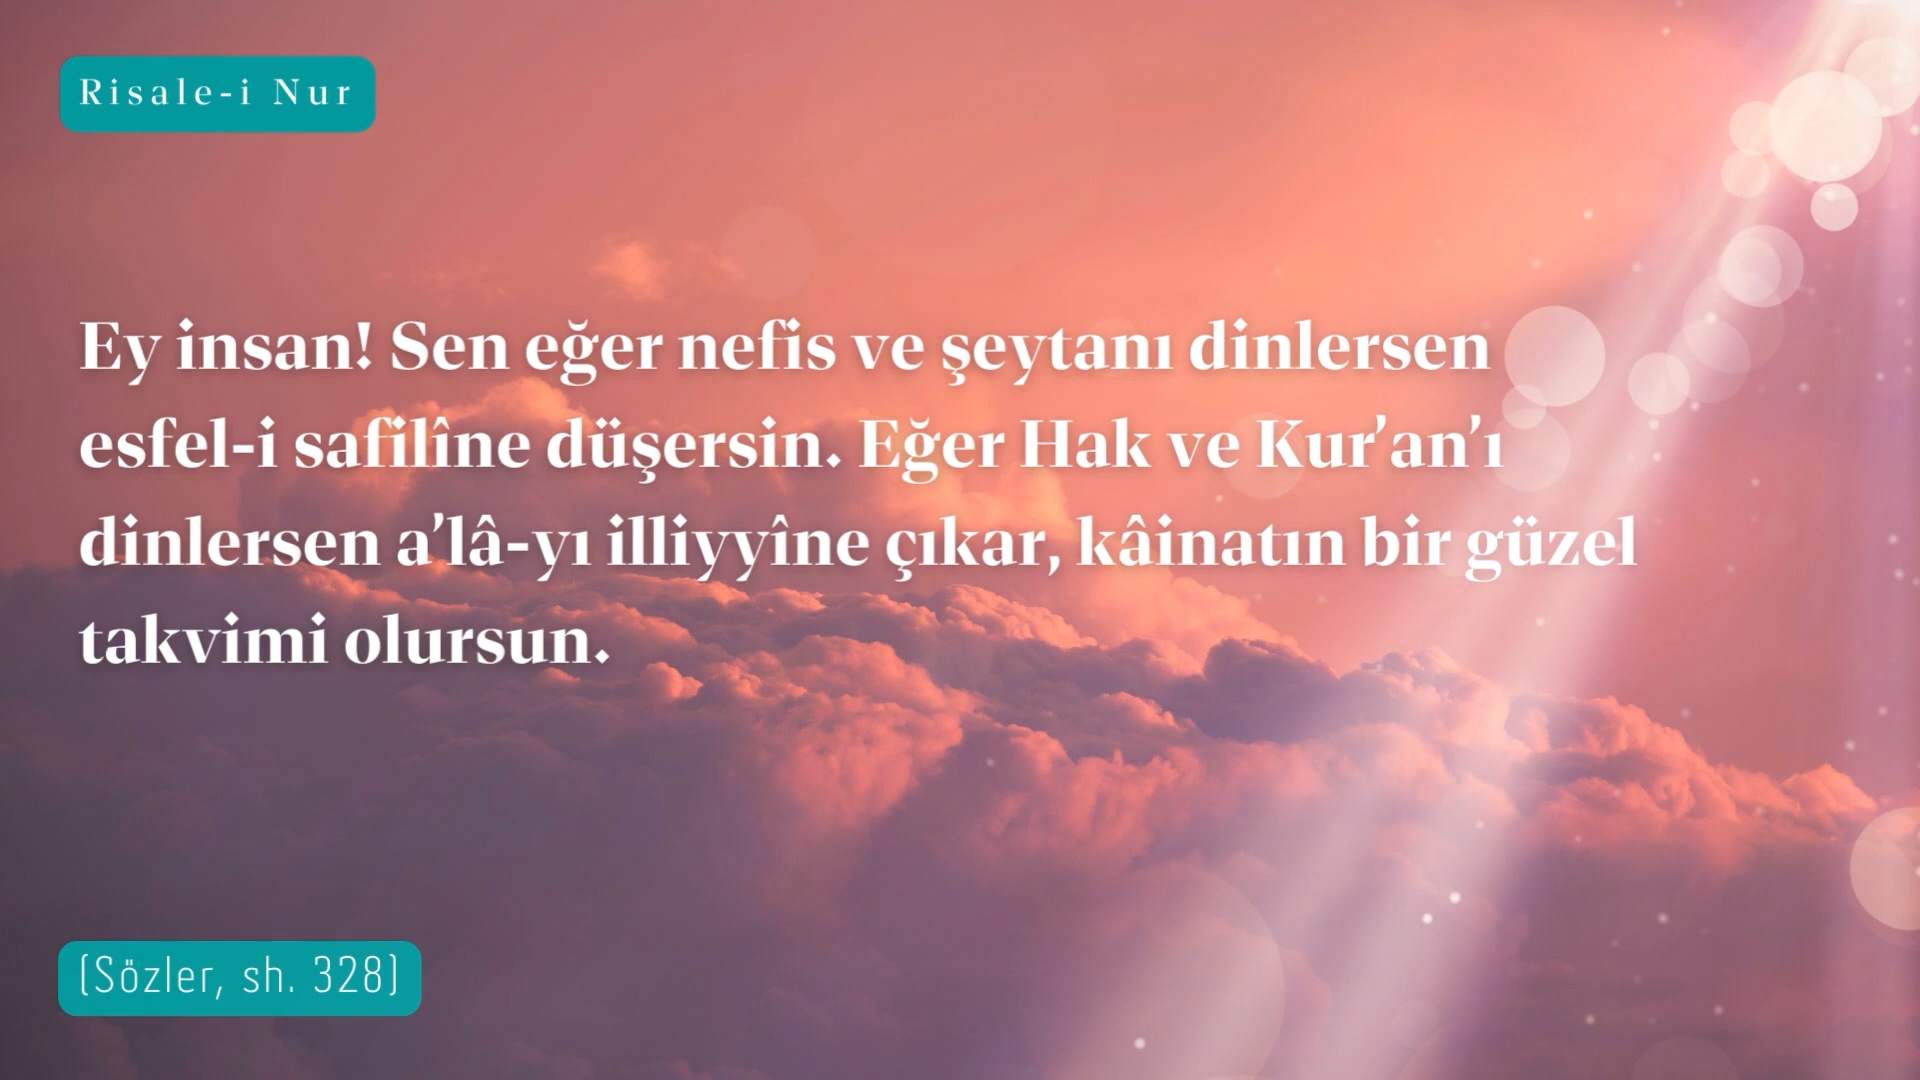 Risale-i Nur
Ey insan! Sen eğer nefis ve şeytanı dinlersen
esfel-i safilîne düşersin. Eğer Hak ve Kur’an’ı
dinlersen a’lâ-yı illiyyîne çıkar, kâinatın bir güzel
takvimi olursun.
(Sözler, sh. 328)